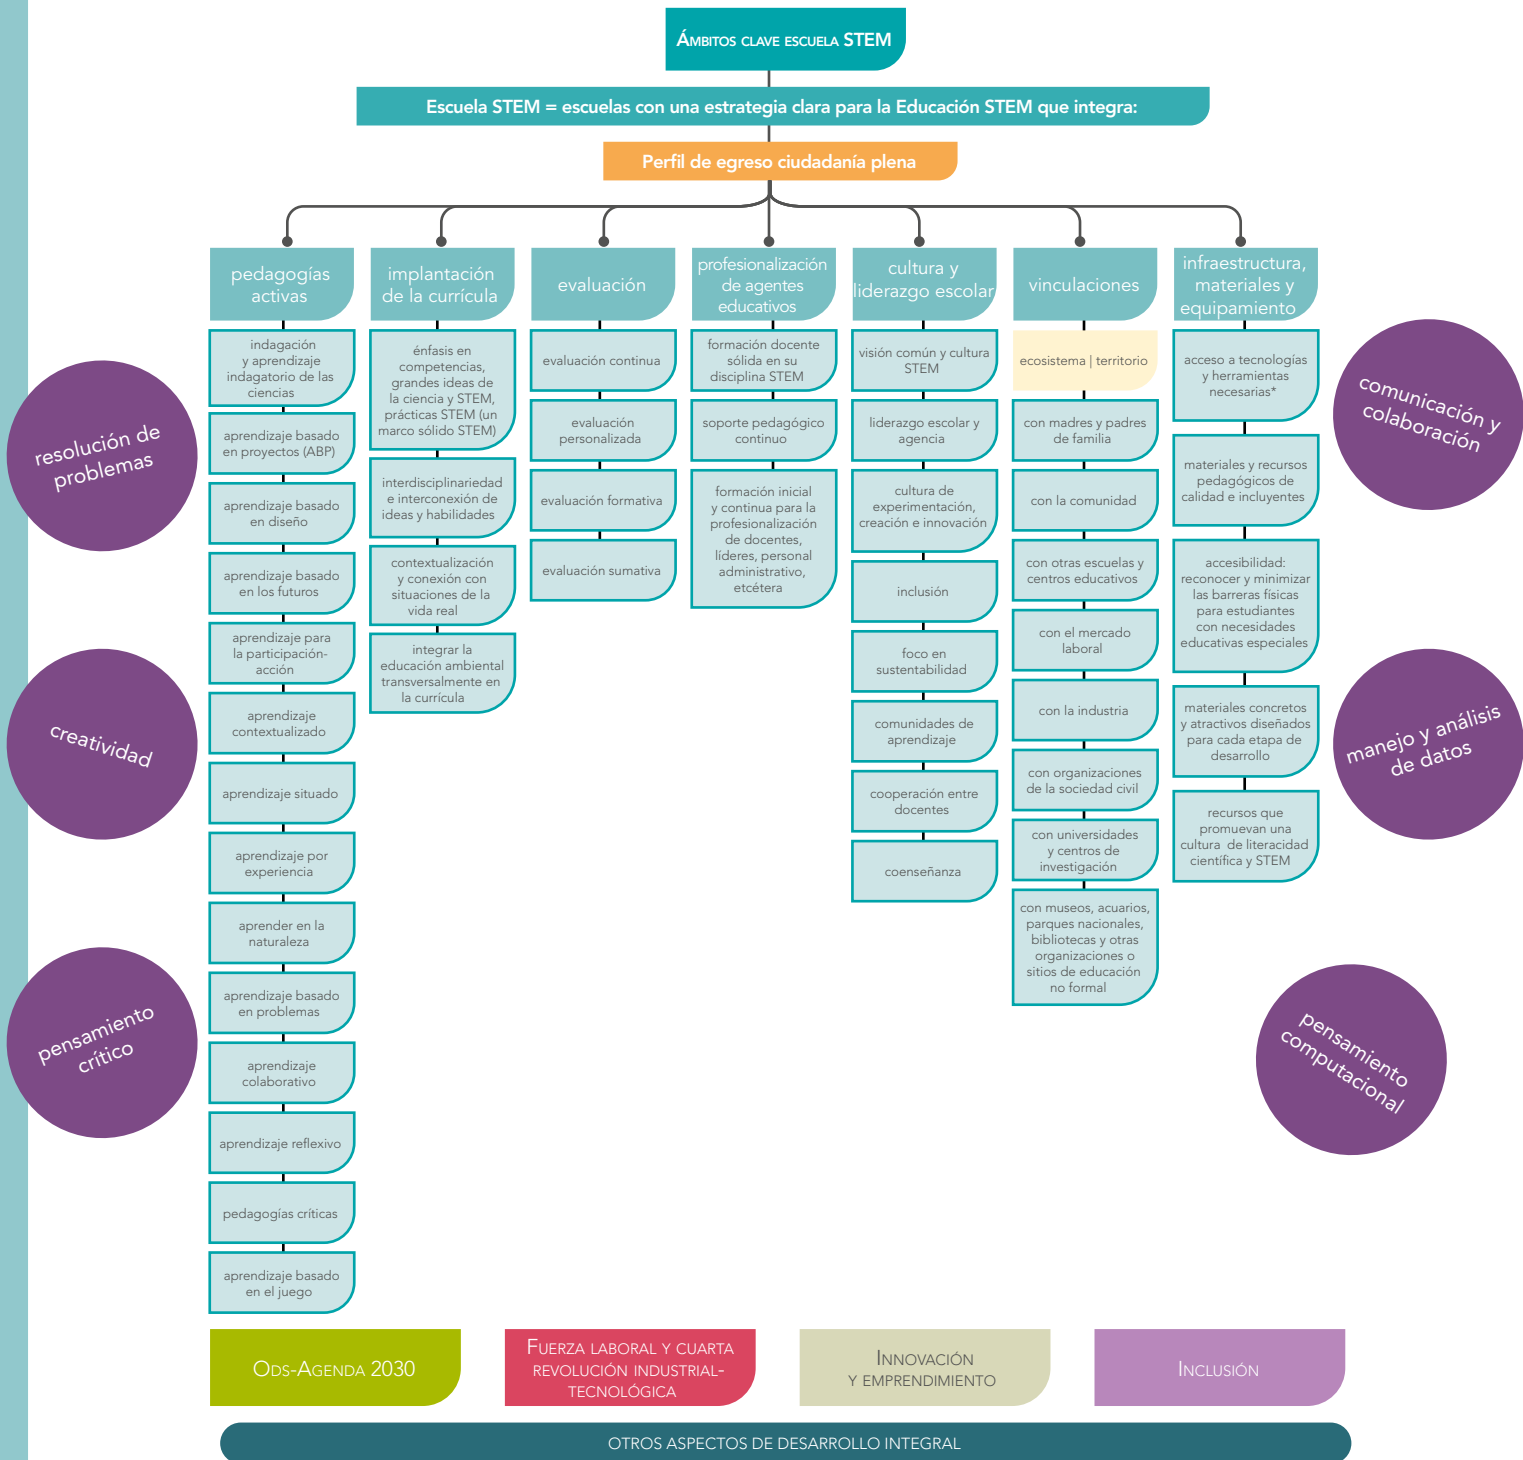 Ámbitos clave escuela STEM
Escuela STEM = escuelas con una estrategia clara para la Educación STEM que integra:
Perfil de egreso ciudadanía plena
pedagogías
activas
indagación
y aprendizaje
indagatorio de las
ciencias
aprendizaje basado
en proyectos (ABP)
aprendizaje basado
en diseño
aprendizaje basado
en los futuros
aprendizaje para
la participación-
acción
aprendizaje
contextualizado
aprendizaje situado
aprendizaje por
experiencia
aprender en la
naturaleza
aprendizaje basado
en problemas
aprendizaje
colaborativo
aprendizaje reflexivo
pedagogías críticas
aprendizaje basado
en el juego
implantación
de la currícula
énfasis en
competencias,
grandes ideas de
la ciencia y STEM,
prácticas STEM (un
marco sólido STEM)
interdisciplinariedad
e interconexión de
ideas y habilidades
contextualización
y conexión con
situaciones de la
vida real
integrar la
educación ambiental
transversalmente en
la currícula
evaluación
evaluación continua
evaluación
personalizada
evaluación formativa
evaluación sumativa
profesionalización
de agentes
educativos
formación docente
sólida en su
disciplina STEM
soporte pedagógico
continuo
formación inicial
y continua para la
profesionalización
de docentes,
líderes, personal
administrativo,
etcétera
cultura y
liderazgo escolar
visión común y cultura
STEM
liderazgo escolar y
agencia
cultura de
experimentación,
creación e innovación
inclusión
foco en
sustentabilidad
comunidades de
aprendizaje
cooperación entre
docentes
coenseñanza
vinculaciones
ecosistema | territorio
con madres y padres
de familia
con la comunidad
con otras escuelas y
centros educativos
con el mercado
laboral
con la industria
con organizaciones
de la sociedad civil
con universidades
y centros de
investigación
con museos, acuarios,
parques nacionales,
bibliotecas y otras
organizaciones o
sitios de educación
no formal
infraestructura,
materiales y
equipamiento
acceso a tecnologías
y herramientas
necesarias*
materiales y recursos
pedagógicos de
calidad e incluyentes
accesibilidad:
reconocer y minimizar
las barreras físicas
para estudiantes
con necesidades
educativas especiales
materiales concretos
y atractivos diseñados
para cada etapa de
desarrollo
recursos que
promuevan una
cultura de literacidad
científica y STEM
resolución de
problemas
creatividad
pensamiento
crítico
comunicación y
colaboración
manejo y análisis
de datos
pensamiento
computacional
Ods-Agenda 2030
Fuerza laboral y cuarta
revolución industrial-
tecnológica
Innovación
y emprendimiento
Inclusión
OTROS ASPECTOS DE DESARROLLO INTEGRAL